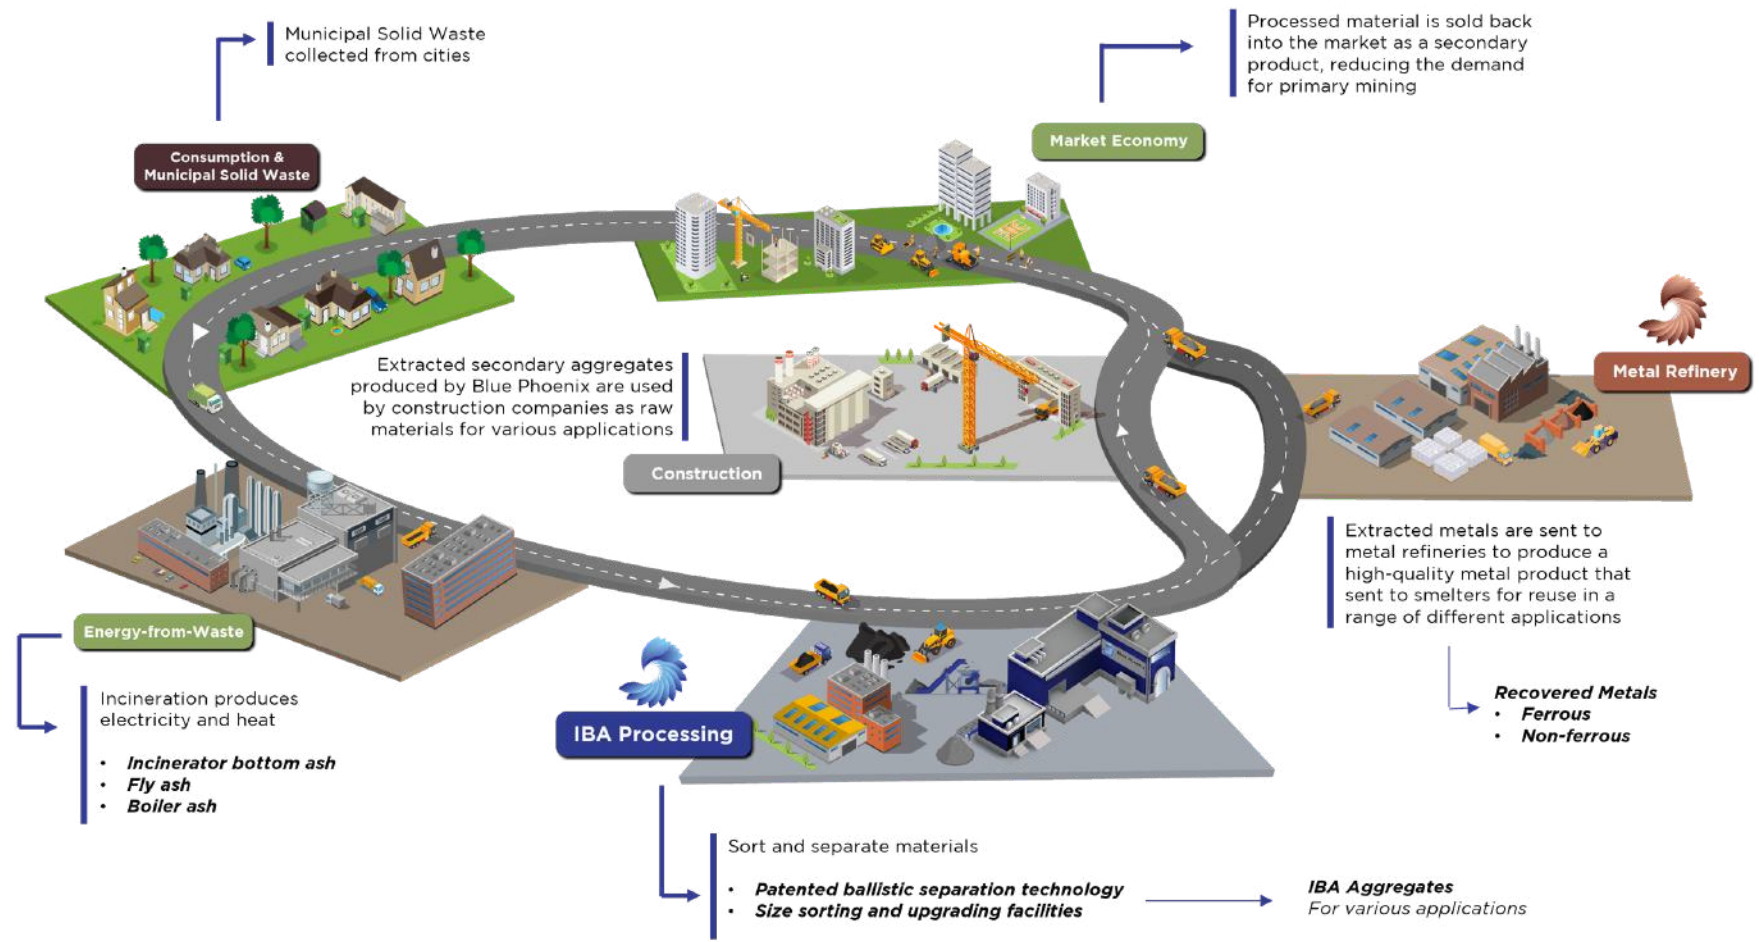 Municipal Solid Waste
collected from cities
Processed material is sold back
into the market as a secondary
product, reducing the demand
for primary mining
Market Economy
Consumption &
Municipal Solid Waste
Extracted secondary aggregates
produced by Blue Phoenix are used
by construction companies as raw
materials for various applications
Construction
Metal Refinery
Extracted metals are sent to
metal refineries to produce a
high-quality metal product that
sent to smelters for reuse in a
range of different applications
Recovered Metals
• Ferrous
• Non-ferrous
Energy-from-Waste
Incineration produces
electricity and heat
• Incinerator bottom ash
• Fly ash
• Boiler ash
IBA Processing
Sort and separate materials
• Patented ballistic separation technology
• Size sorting and upgrading facilities
IBA Aggregates
For various applications